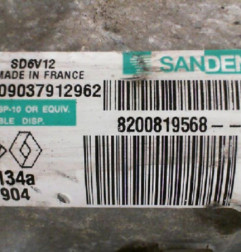 SD6V12
SANDEN
MADE IN FRANCE
09037912962
SP-10 OR EQUIV.
BLE DISP.
8200819568--
134a
904